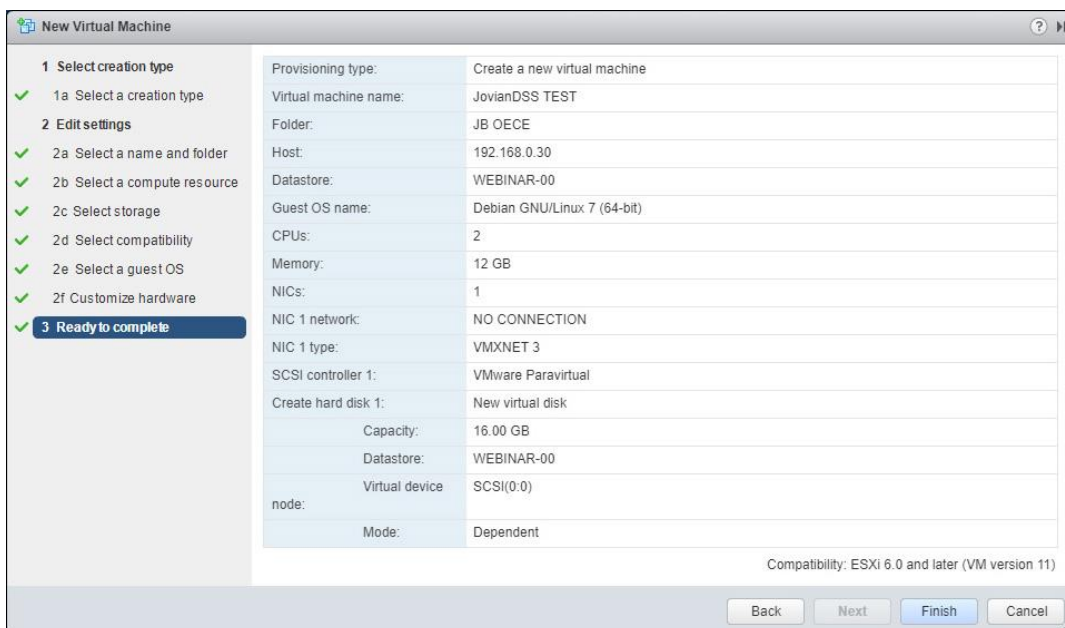 New Virtual Machine
?
1 Select creation type
1a Select a creation type
2 Edit settings
2a Select a name and folder
2b Select a compute resource
2c Select storage
2d Select compatibility
2e Select a guest OS
2f Customize hardware
3 Ready to complete
Provisioning type: Create a new virtual machine
Virtual machine name: JovianDSS TEST
Folder: JB OECE
Host: 192.168.0.30
Datastore: WEBINAR-00
Guest OS name: Debian GNU/Linux 7 (64-bit)
CPUs: 2
Memory: 12 GB
NICs: 1
NIC 1 network: NO CONNECTION
NIC 1 type: VMXNET 3
SCSI controller 1: VMware Paravirtual
Create hard disk 1: New virtual disk
Capacity: 16.00 GB
Datastore: WEBINAR-00
Virtual device SCSI(0:0)
node:
Mode: Dependent
Compatibility: ESXi 6.0 and later (VM version 11)
Back Next Finish Cancel